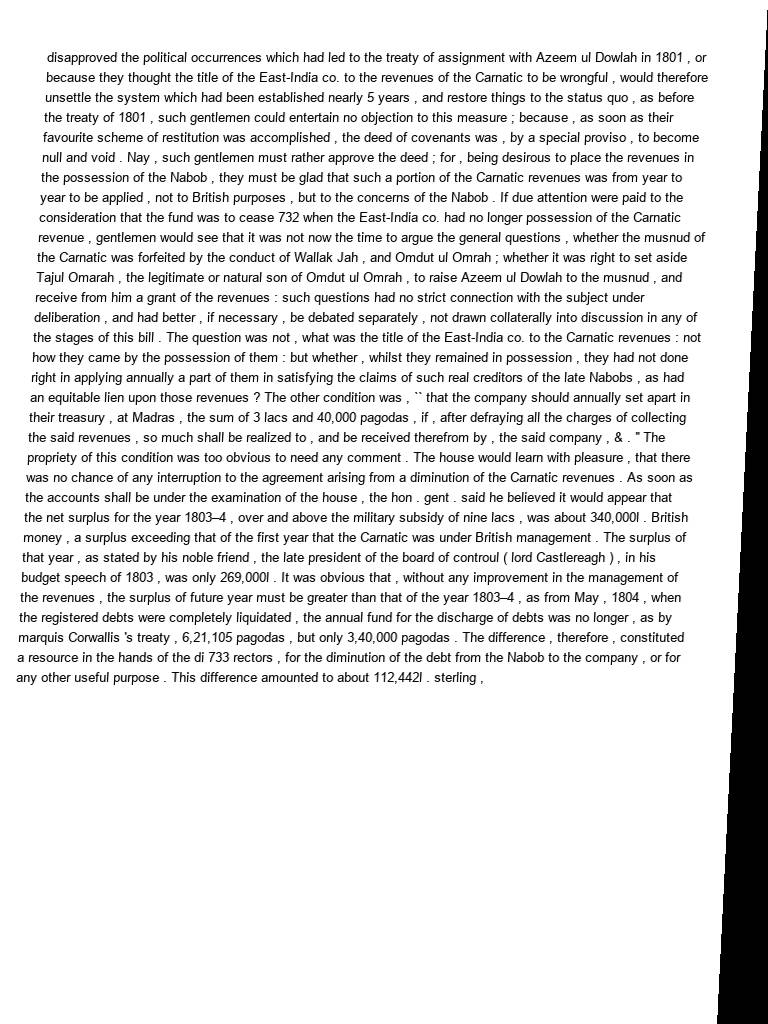 disapproved the political occurrences which had led to the treaty of assignment with Azeem ul Dowlah in 1801 , or
because they thought the title of the East-India co. to the revenues of the Carnatic to be wrongful , would therefore
unsettle the system which had been established nearly 5 years , and restore things to the status quo , as before
the treaty of 1801 , such gentlemen could entertain no objection to this measure ; because , as soon as their
favourite scheme of restitution was accomplished , the deed of covenants was , by a special proviso , to become
null and void . Nay , such gentlemen must rather approve the deed ; for , being desirous to place the revenues in
the possession of the Nabob , they must be glad that such a portion of the Carnatic revenues was from year to
year to be applied , not to British purposes , but to the concerns of the Nabob . If due attention were paid to the
consideration that the fund was to cease 732 when the East-India co. had no longer possession of the Carnatic
revenue , gentlemen would see that it was not now the time to argue the general questions , whether the musnud of
the Carnatic was forfeited by the conduct of Wallak Jah , and Omdut ul Omrah ; whether it was right to set aside
Tajul Omarah , the legitimate or natural son of Omdut ul Omrah , to raise Azeem ul Dowlah to the musnud , and
receive from him a grant of the revenues : such questions had no strict connection with the subject under
deliberation , and had better , if necessary , be debated separately , not drawn collaterally into discussion in any of
the stages of this bill . The question was not , what was the title of the East-India co. to the Carnatic revenues : not
how they came by the possession of them : but whether , whilst they remained in possession , they had not done
right in applying annually a part of them in satisfying the claims of such real creditors of the late Nabobs , as had
an equitable lien upon those revenues ? The other condition was , `` that the company should annually set apart in
their treasury , at Madras , the sum of 3 lacs and 40,000 pagodas , if , after defraying all the charges of collecting
the said revenues , so much shall be realized to , and be received therefrom by , the said company , & . " The
propriety of this condition was too obvious to need any comment . The house would learn with pleasure , that there
was no chance of any interruption to the agreement arising from a diminution of the Carnatic revenues . As soon as
the accounts shall be under the examination of the house , the hon . gent . said he believed it would appear that
the net surplus for the year 1803–4 , over and above the military subsidy of nine lacs , was about 340,000l . British
money , a surplus exceeding that of the first year that the Carnatic was under British management . The surplus of
that year , as stated by his noble friend , the late president of the board of controul ( lord Castlereagh ) , in his
budget speech of 1803 , was only 269,000l . It was obvious that , without any improvement in the management of
the revenues , the surplus of future year must be greater than that of the year 1803–4 , as from May , 1804 , when
the registered debts were completely liquidated , the annual fund for the discharge of debts was no longer , as by
marquis Corwallis 's treaty , 6,21,105 pagodas , but only 3,40,000 pagodas . The difference , therefore , constituted
a resource in the hands of the di 733 rectors , for the diminution of the debt from the Nabob to the company , or for
any other useful purpose . This difference amounted to about 112,442l . sterling ,